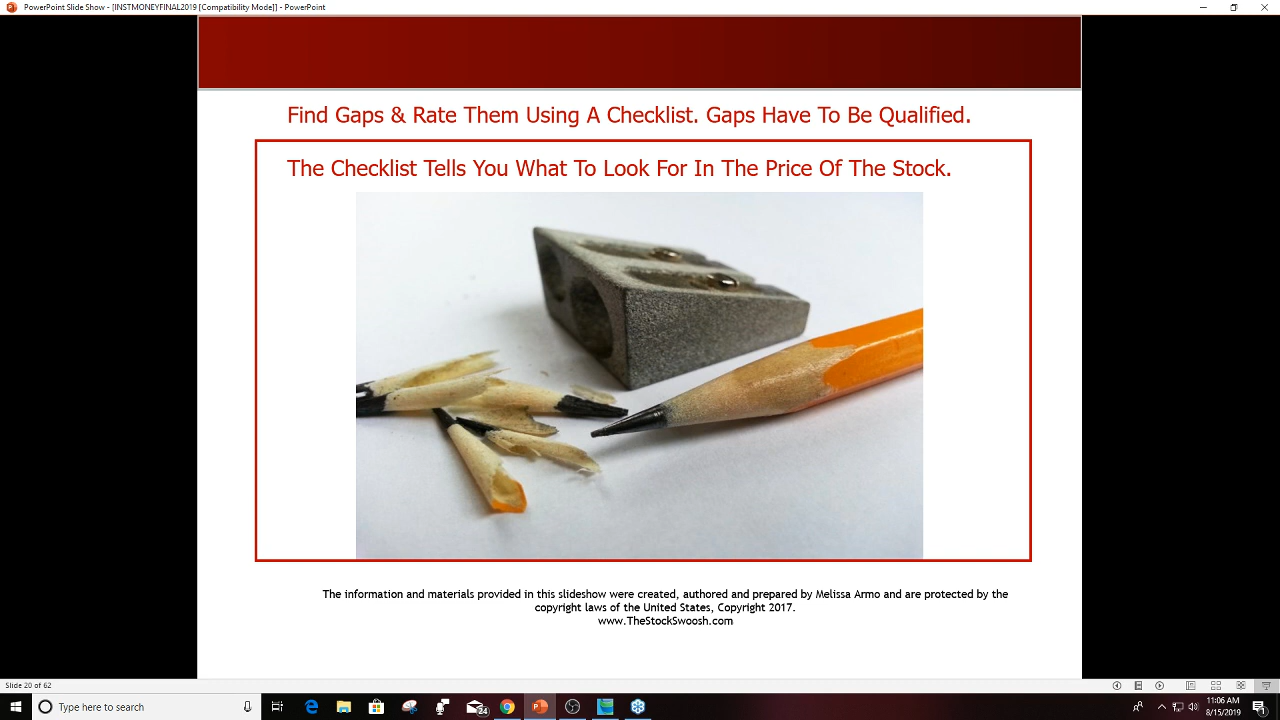 PowerPoint Slide Show - [INSTMONEYFINAL2019 [Compatibility Mode]] - PowerPoint
Find Gaps & Rate Them Using A Checklist. Gaps Have To Be Qualified.
The Checklist Tells You What To Look For In The Price Of The Stock.
The information and materials provided in this slideshow were created, authored and prepared by Melissa Armo and are protected by the
copyright laws of the United States, Copyright 2017.
www.TheStockSwoosh.com
Slide 20 of 62
Type here to search
24
11:06 AM
8/15/2019
1